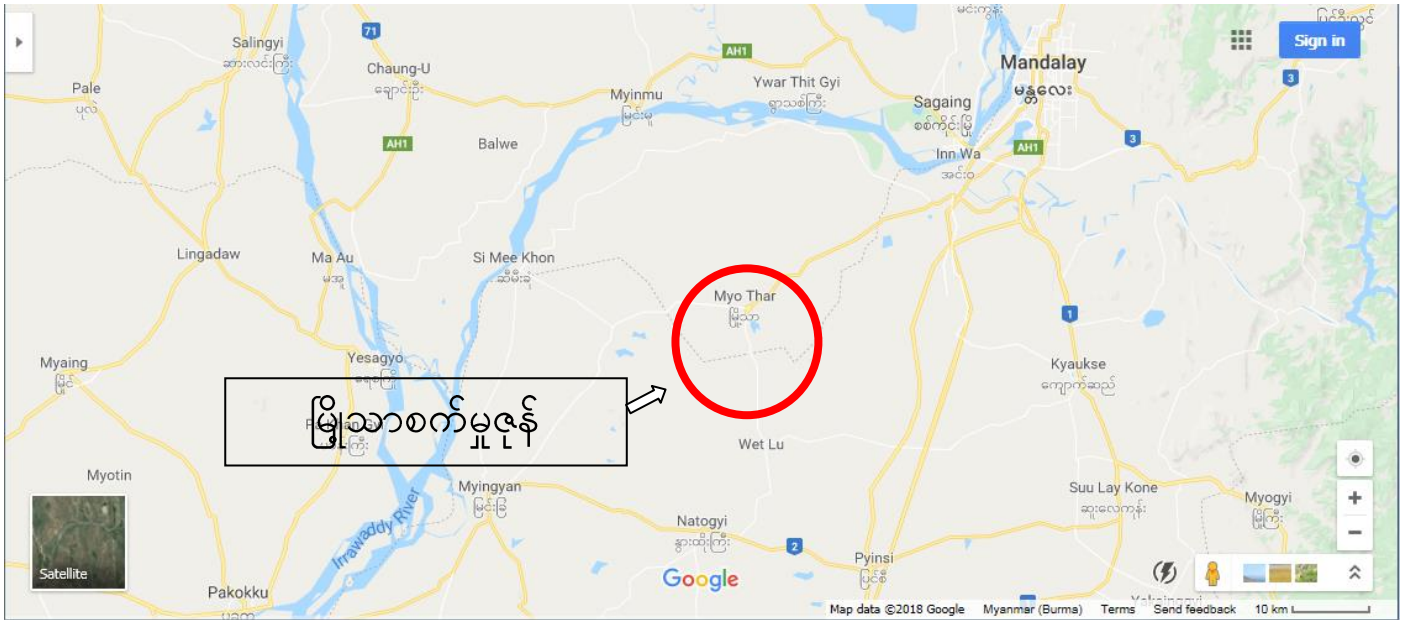 Sign in
71
Salingyi
ဆားလင်းကြီး
Chaung-U
ချောင်းဦး
AH1
Mandalay
မန္တလေး
3
Pale
ပုလဲ
Myinmu
မြင်းမူ
Ywar Thit Gyi
ရွာသစ်ကြီး
Sagaing
စစ်ကိုင်းမြို့
AH1
Balwe
Inn Wa
အင်းဝ
AH1
3
Lingadaw
Ma Au
မအူ
Si Mee Khon
ဆီမီးခုံ
Myo Thar
မြို့သာ
1
Myaing
မြိုင်
Yesagyo
ရေစကြို
Kyaukse
ကျောက်ဆည်
မြို့သာစက်မှုဇုန်
Wet Lu
Myotin
Myingyan
မြင်းခြံ
Suu Lay Kone
ဆူးလေကုန်း
Myogyi
မြို့ကြီး
Irrawaddy River
Natogyi
နွားထိုးကြီး
2
Pyinsi
ပြင်စည်
Satellite
Google
Pakokku
Map data ©2018 Google Myanmar (Burma) Terms Send feedback 10 km